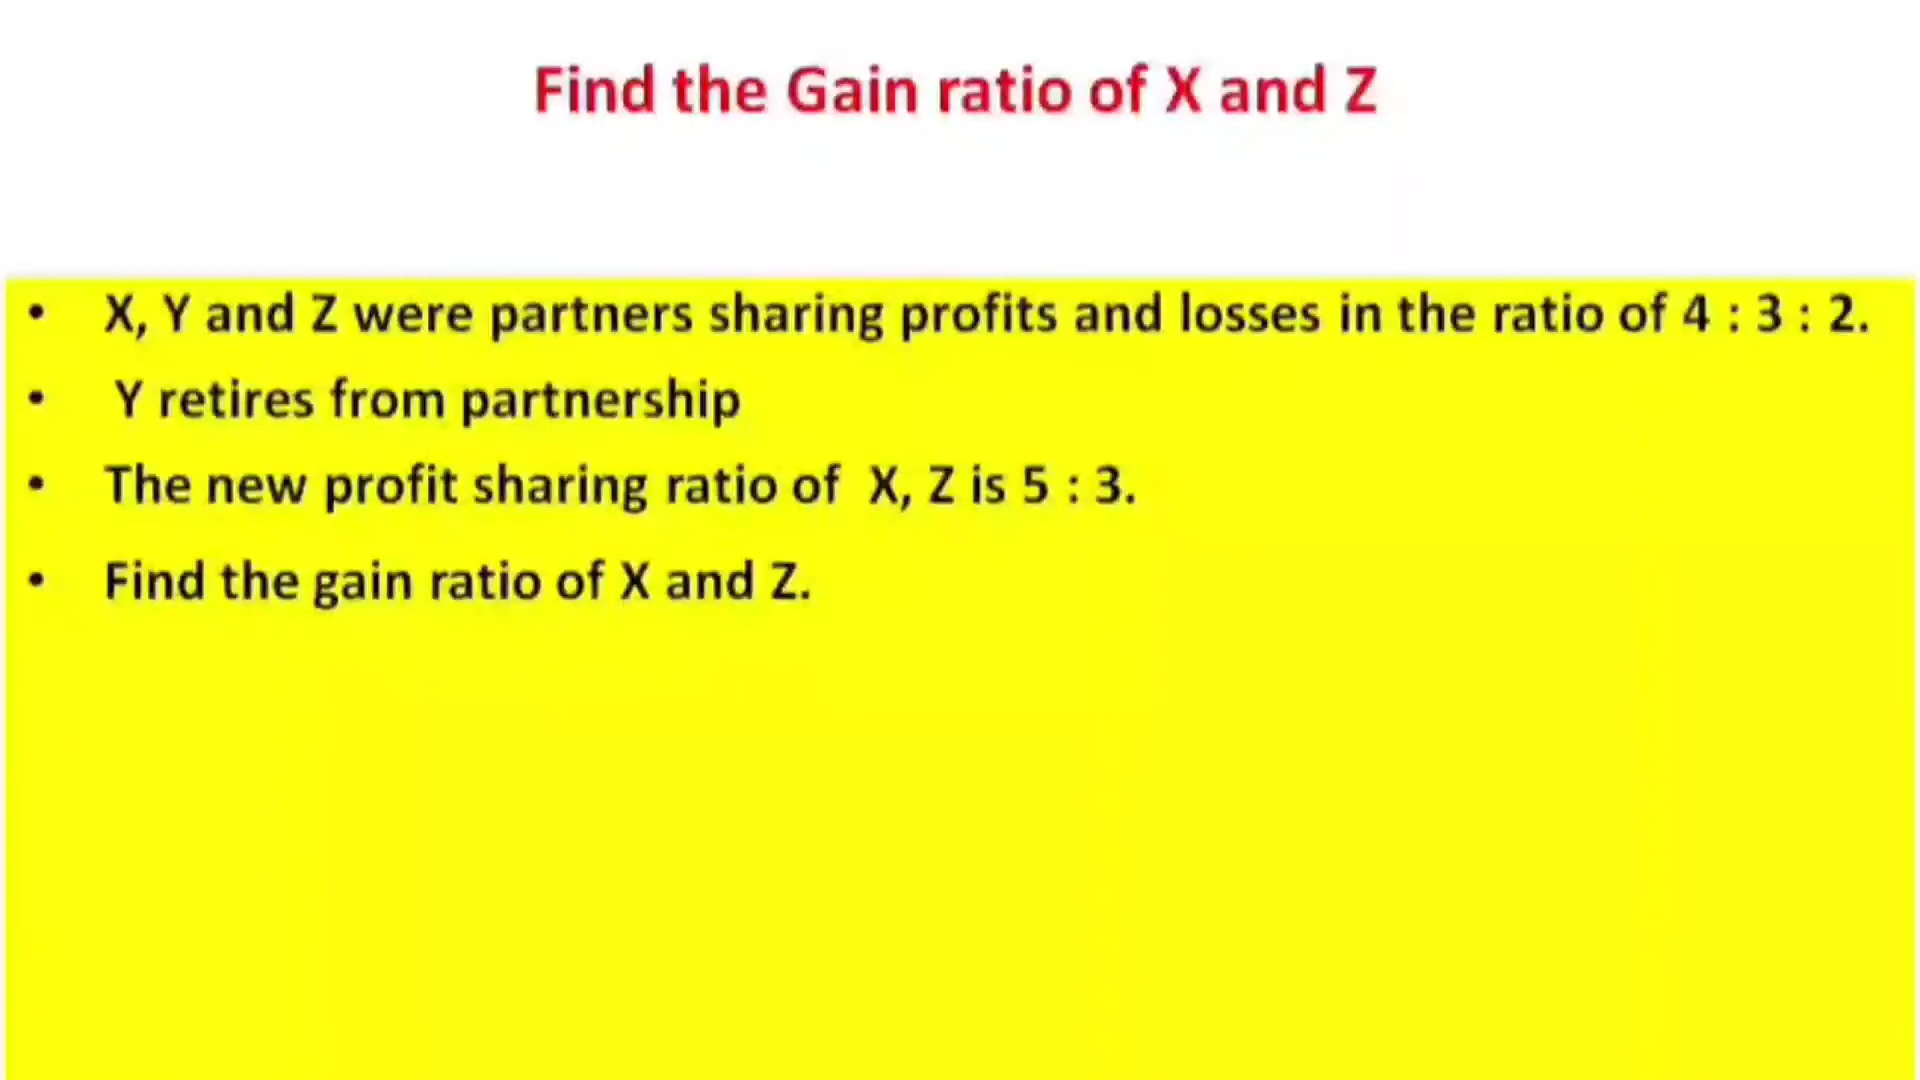 Find the Gain ratio of X and Z
• X, Y and Z were partners sharing profits and losses in the ratio of 4 : 3 : 2.
• Y retires from partnership
• The new profit sharing ratio of X, Z is 5 : 3.
• Find the gain ratio of X and Z.